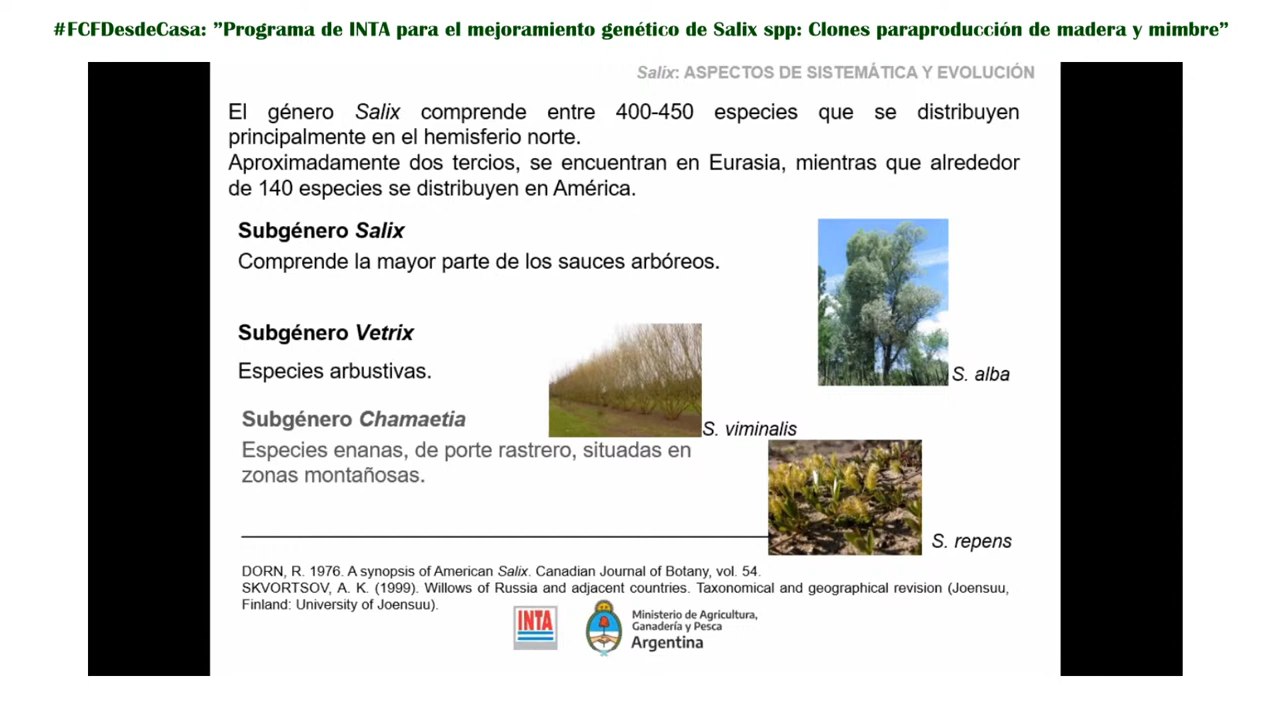 #FCFDesdeCasa: ”Programa de INTA para el mejoramiento genético de Salix spp: Clones paraproducción de madera y mimbre”
Salix: ASPECTOS DE SISTEMÁTICA Y EVOLUCIÓN
El género Salix comprende entre 400-450 especies que se distribuyen
principalmente en el hemisferio norte.
Aproximadamente dos tercios, se encuentran en Eurasia, mientras que alrededor
de 140 especies se distribuyen en América.
Subgénero Salix
Comprende la mayor parte de los sauces arbóreos.
Subgénero Vetrix
Especies arbustivas.
S. alba
Subgénero Chamaetia
S. viminalis
Especies enanas, de porte rastrero, situadas en
zonas montañosas.
S. repens
DORN, R. 1976. A synopsis of American Salix. Canadian Journal of Botany, vol. 54.
SKVORTSOV, A. K. (1999). Willows of Russia and adjacent countries. Taxonomical and geographical revision (Joensuu,
Finland: University of Joensuu).
INTA
Ministerio de Agricultura,
Ganadería y Pesca
Argentina